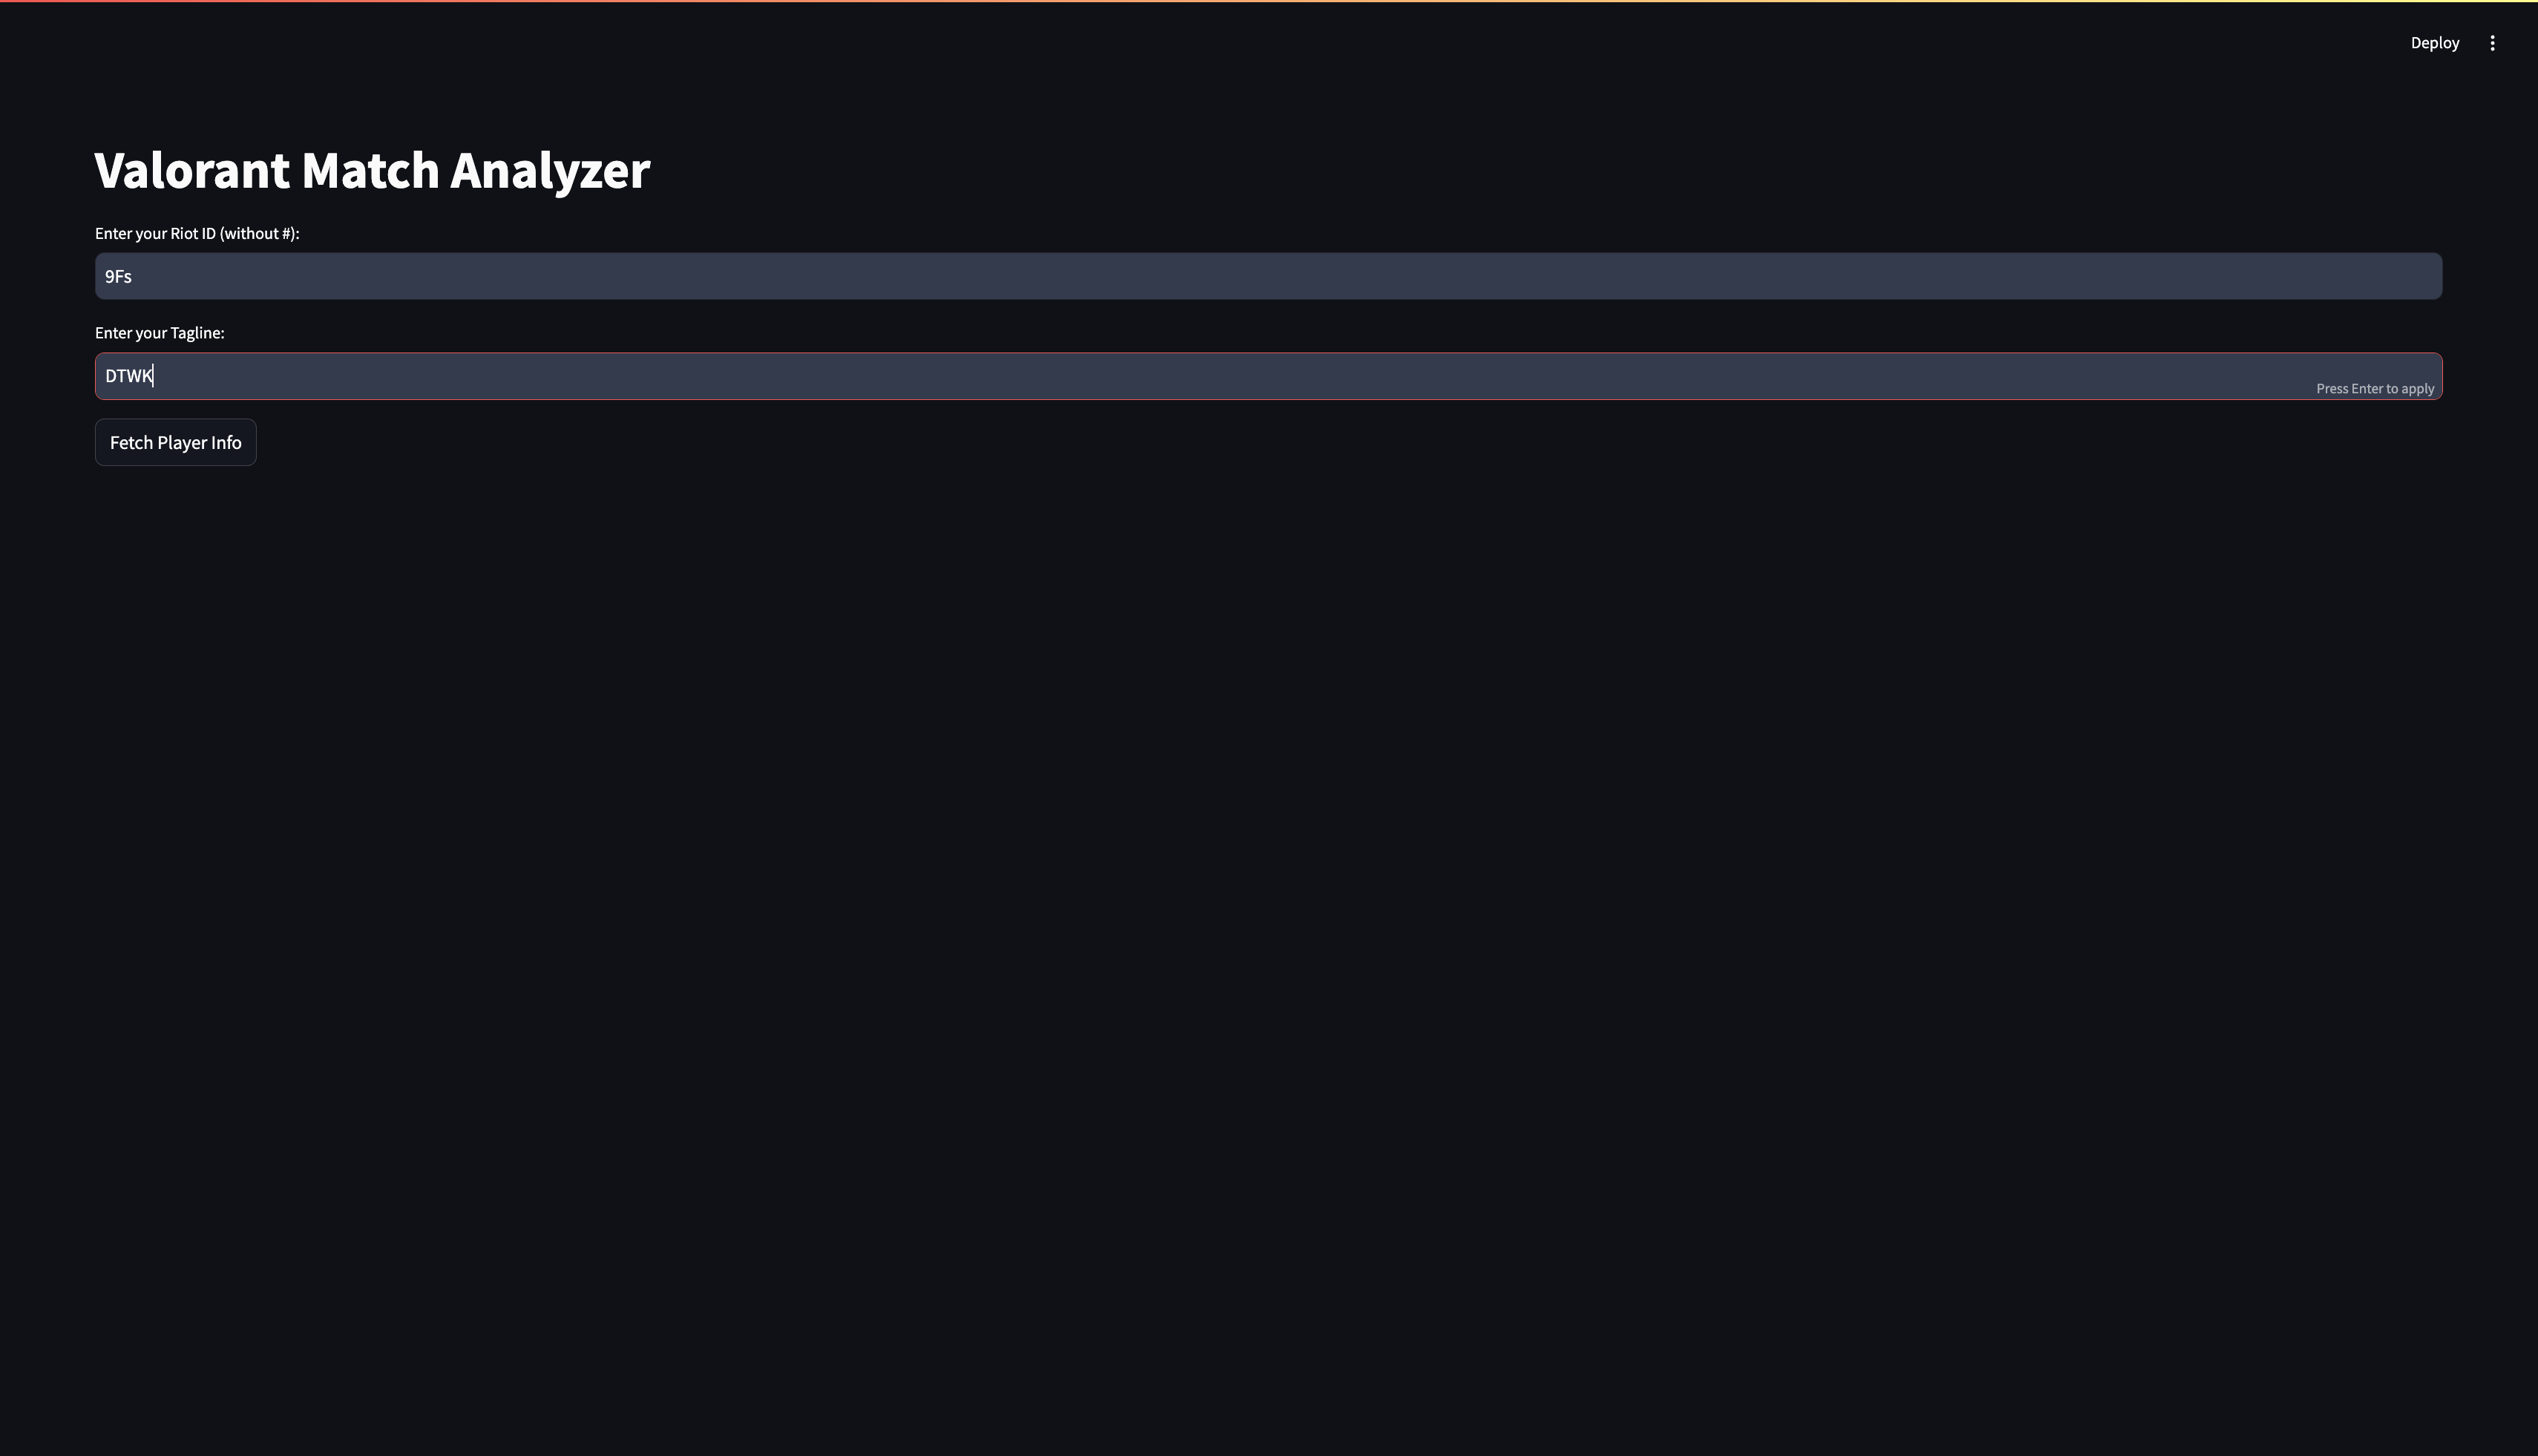 Deploy
Valorant Match Analyzer
Enter your Riot ID (without #):
9Fs
Enter your Tagline:
DTWK
Press Enter to apply
Fetch Player Info